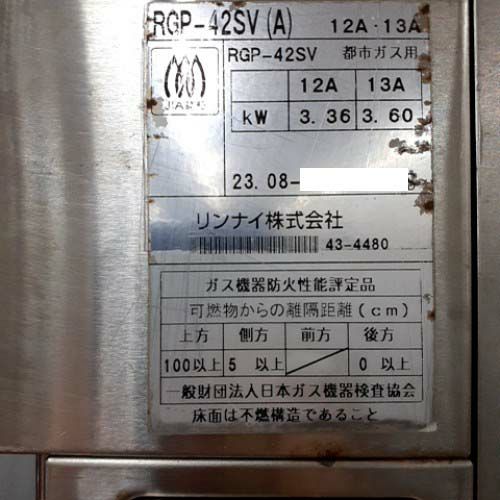 RGP-42SV(A) 12A・13A
RGP-42SV 都市ガス用
12A 13A
kW 3.36 3.60
23.08-
リンナイ株式会社
43-4480
ガス機器防火性能評定品
可燃物からの離隔距離(cm)
上方 側方 前方 後方
100以上 5 以上 0 以上
一般財団法人日本ガス機器検査協会
床面は不燃構造であること